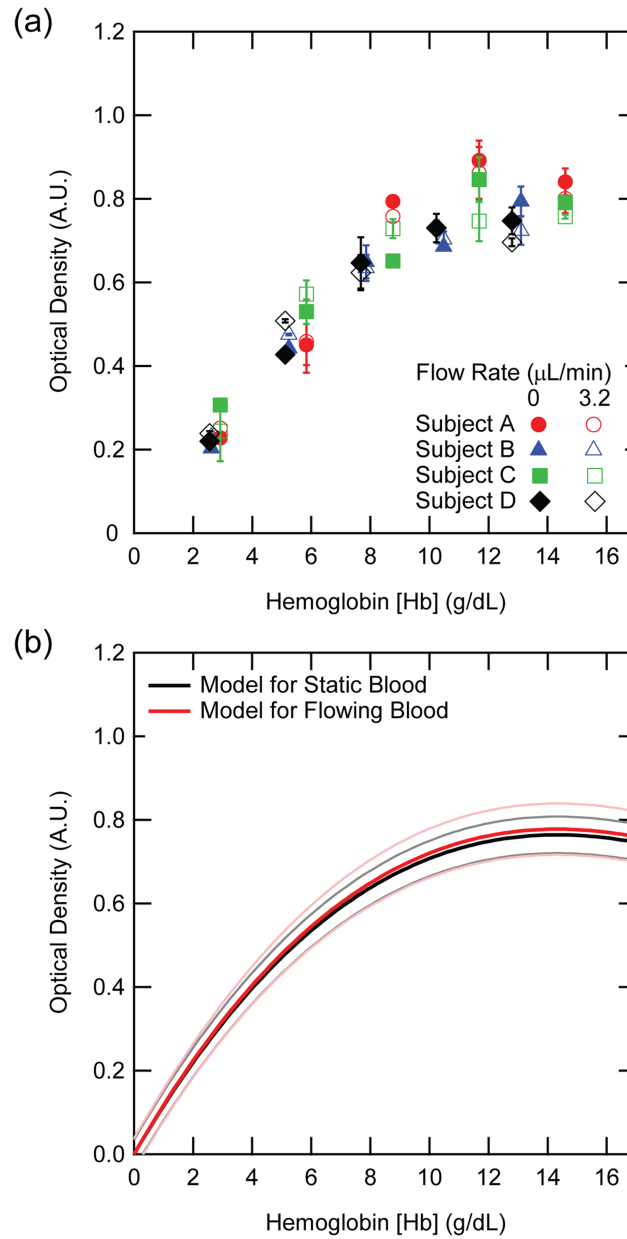 (a)
1.2
1.0
0.8
0.6
0.4
0.2
0
Optical Density (A.U.)
Flow Rate (μL/min)
0 3.2
Subject A
Subject B
Subject C
Subject D
0 2 4 6 8 10 12 14 16
Hemoglobin [Hb] (g/dL)
(b)
1.2
1.0
0.8
0.6
0.4
0.2
0.0
Optical Density (A.U.)
Model for Static Blood
Model for Flowing Blood
0 2 4 6 8 10 12 14 16
Hemoglobin [Hb] (g/dL)